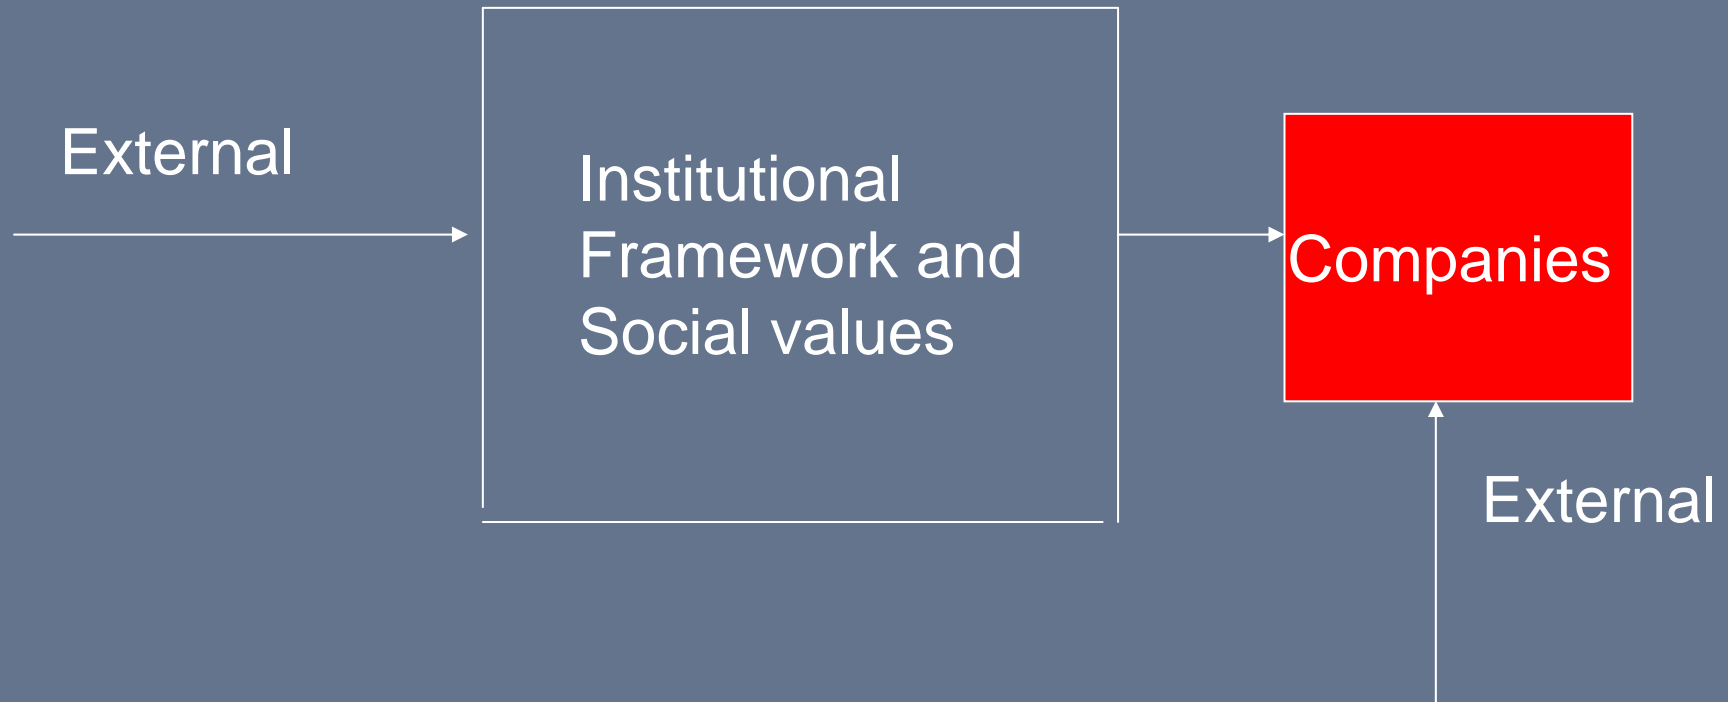 External
Institutional
Framework and
Social values
Companies
External